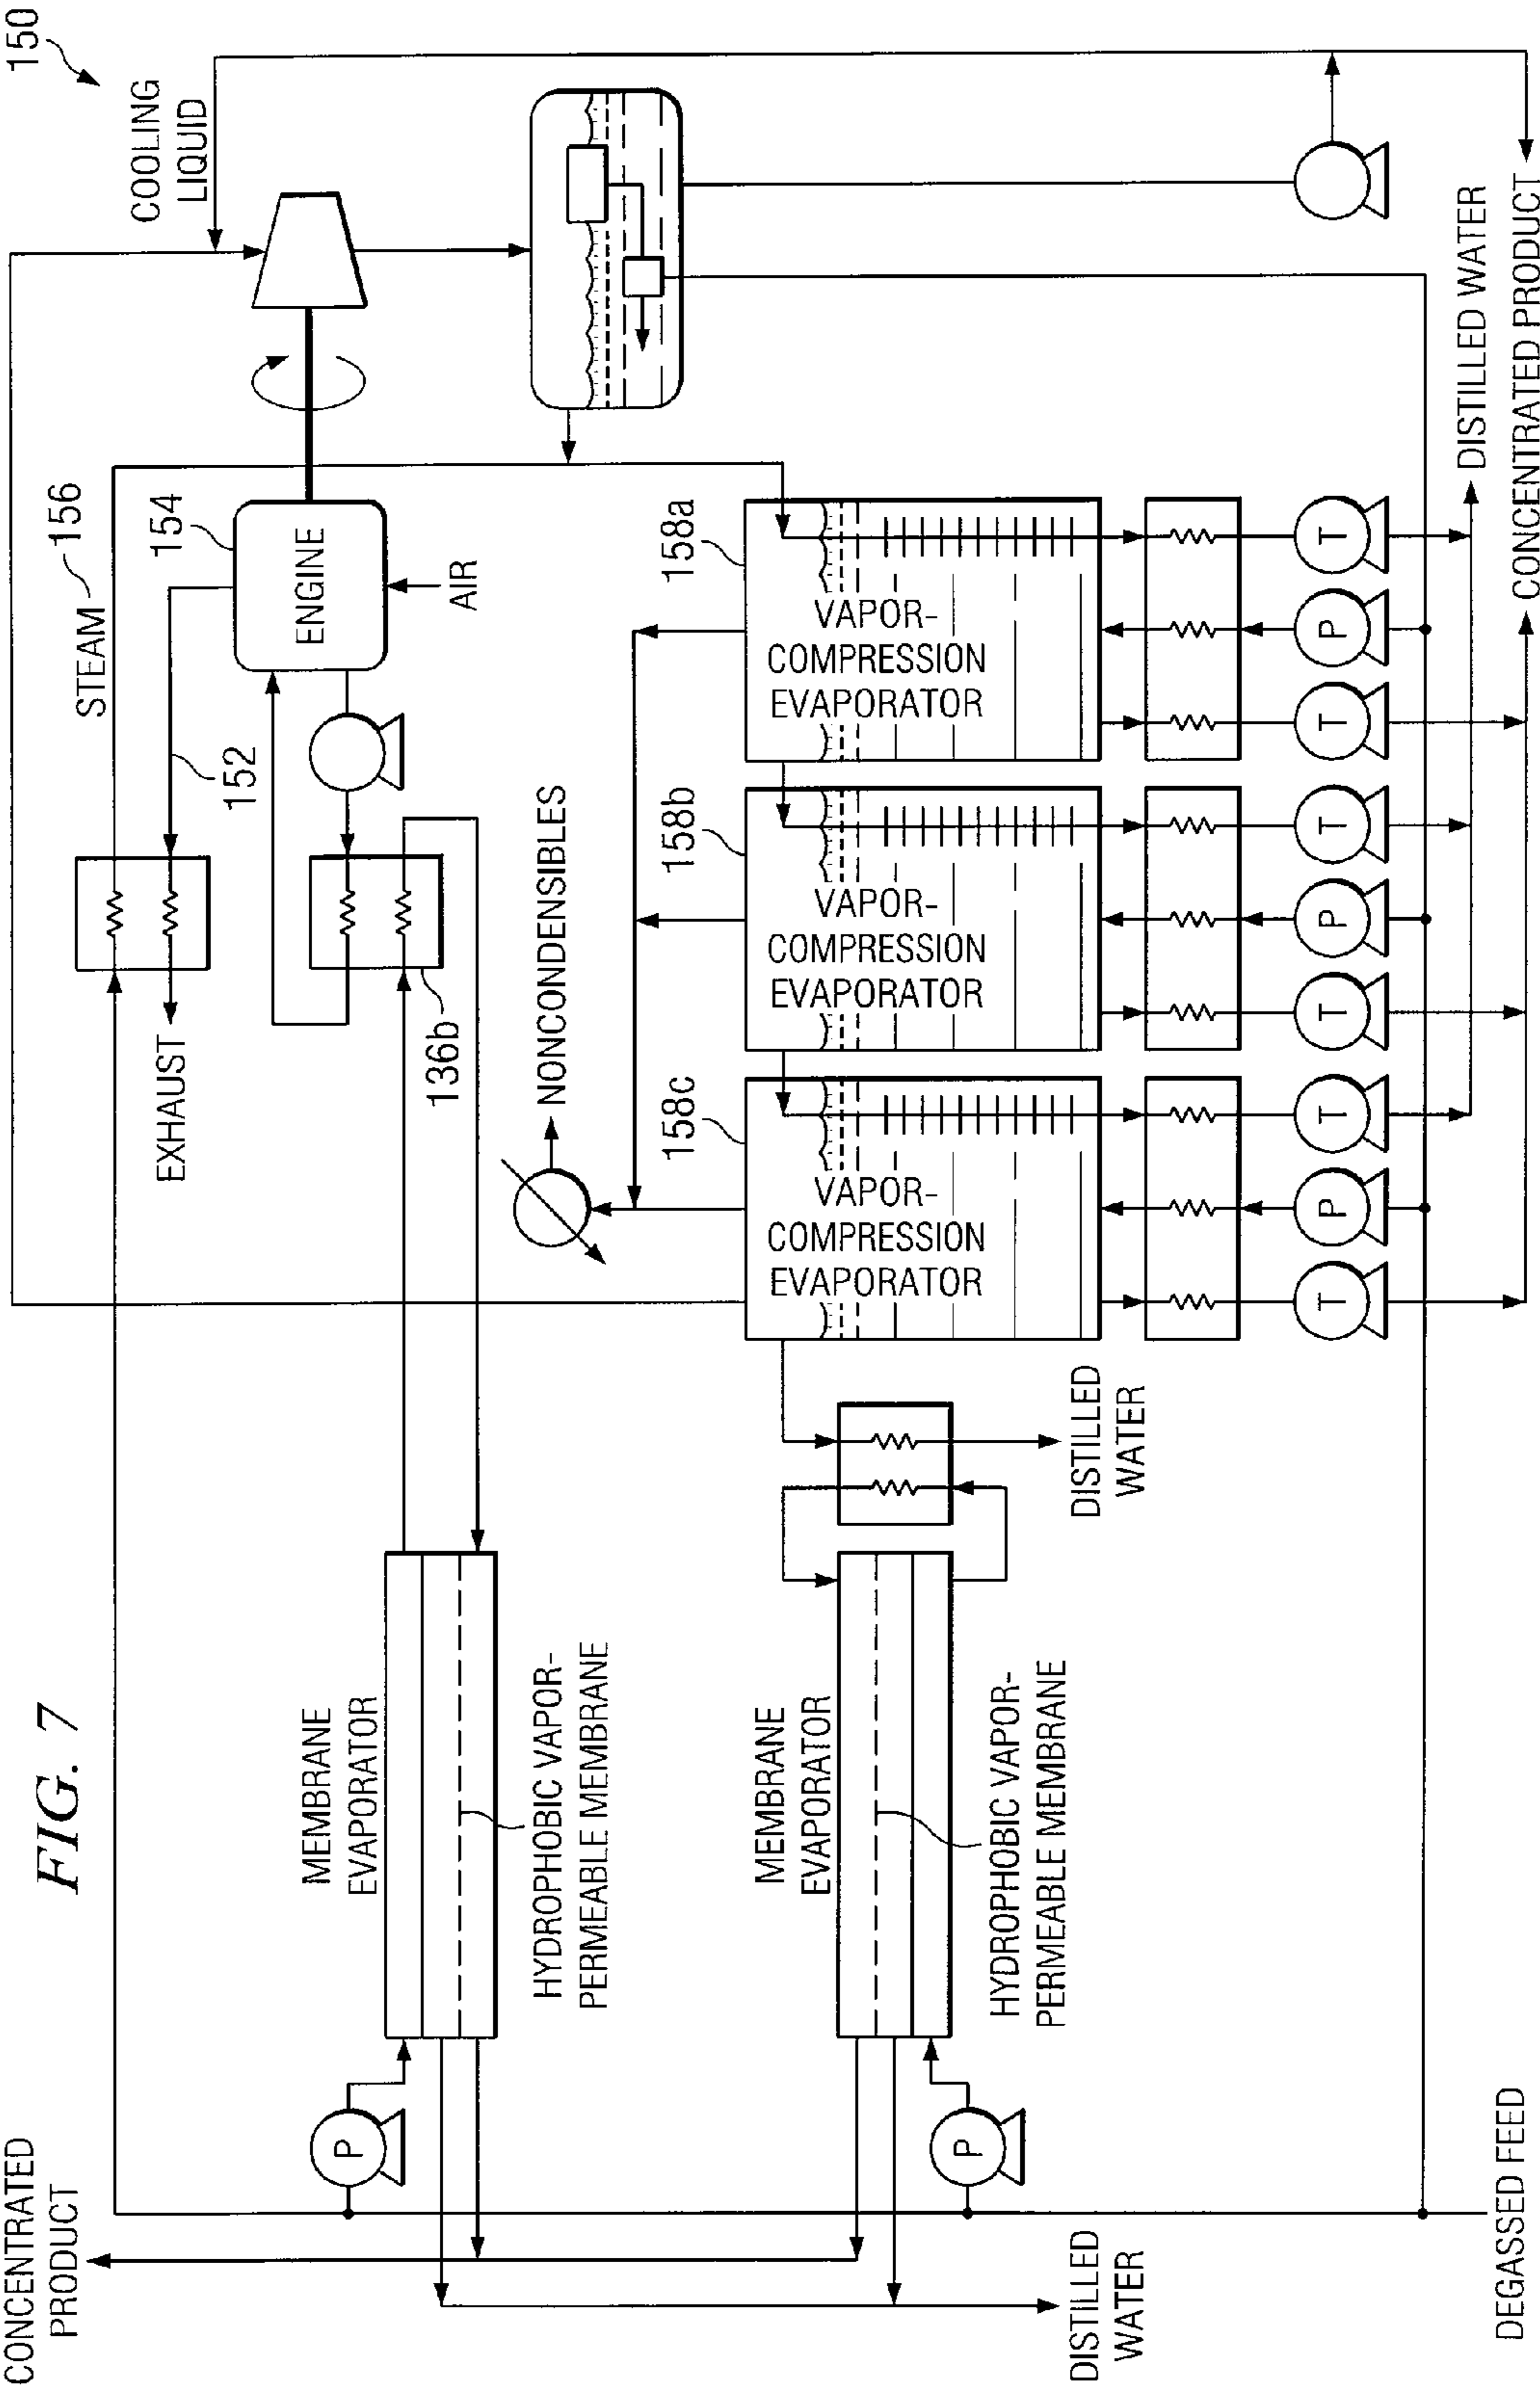 CONCENTRATED
PRODUCT
150
FIG. 7
STEAM 156
COOLING
LIQUID
EXHAUST
154
152
ENGINE
MEMBRANE
EVAPORATOR
P
136b
AIR
HYDROPHOBIC VAPOR-
PERMEABLE MEMBRANE
NONCONDENSIBLES
158c
158b
158a
VAPOR-
COMPRESSION
EVAPORATOR
VAPOR-
COMPRESSION
EVAPORATOR
VAPOR-
COMPRESSION
EVAPORATOR
MEMBRANE
EVAPORATOR
P
HYDROPHOBIC VAPOR-
PERMEABLE MEMBRANE
DISTILLED
WATER
DISTILLED
WATER
T P T T P T T P T
DISTILLED WATER
DEGASSED FEED
CONCENTRATED PRODUCT